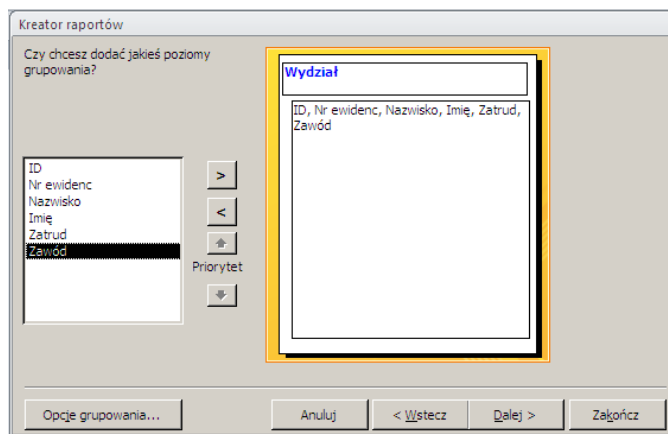 Kreator raportów
Czy chcesz dodać jakieś poziomy
grupowania?
Wydział
ID, Nr ewidenc, Nazwisko, Imię, Zatrud,
Zawód
ID
Nr ewidenc
Nazwisko
Imię
Zatrud
Zawód
>
<
Priorytet
Opcje grupowania...
Anuluj
< Wstecz
Dalej >
Zakończ